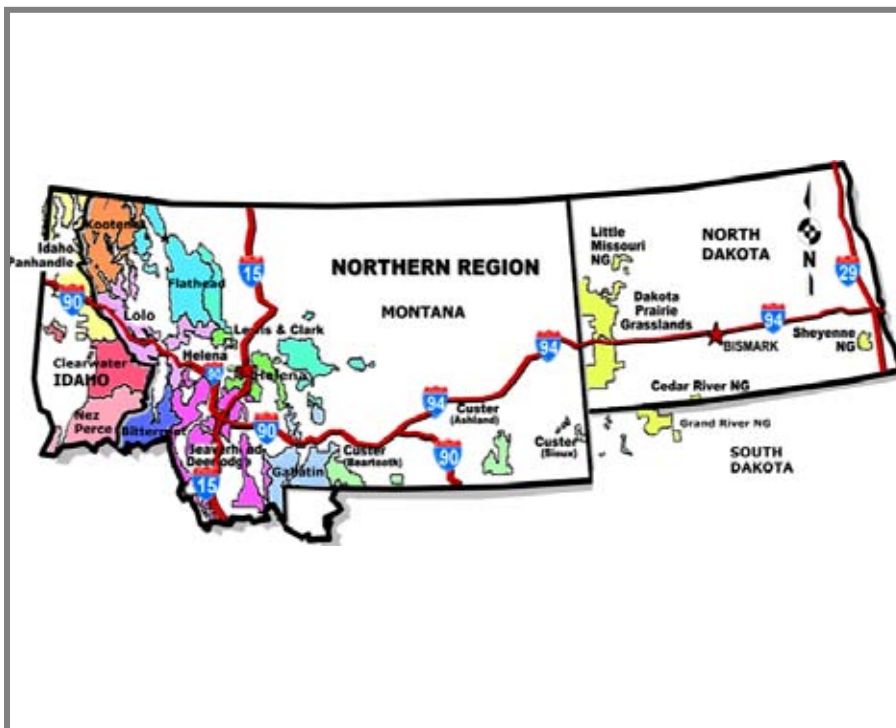 NORTHERN REGION
MONTANA
NORTH
DAKOTA
SOUTH
DAKOTA
IDAHO
Idaho
Panhandle
Kootenai
Flathead
Lolo
Lewis & Clark
Helena
Helena
Clearwater
Nez
Perce
Bitterroot
Beaverhead
Deerlodge
Gallatin
Custer
(Beartooth)
Custer
(Ashland)
Custer
(Sioux)
Little
Missouri
NG
Dakota
Prairie
Grasslands
BISMARK
Sheyenne
NG
Cedar River NG
Grand River NG
N
90
15
90
90
15
94
90
94
94
29